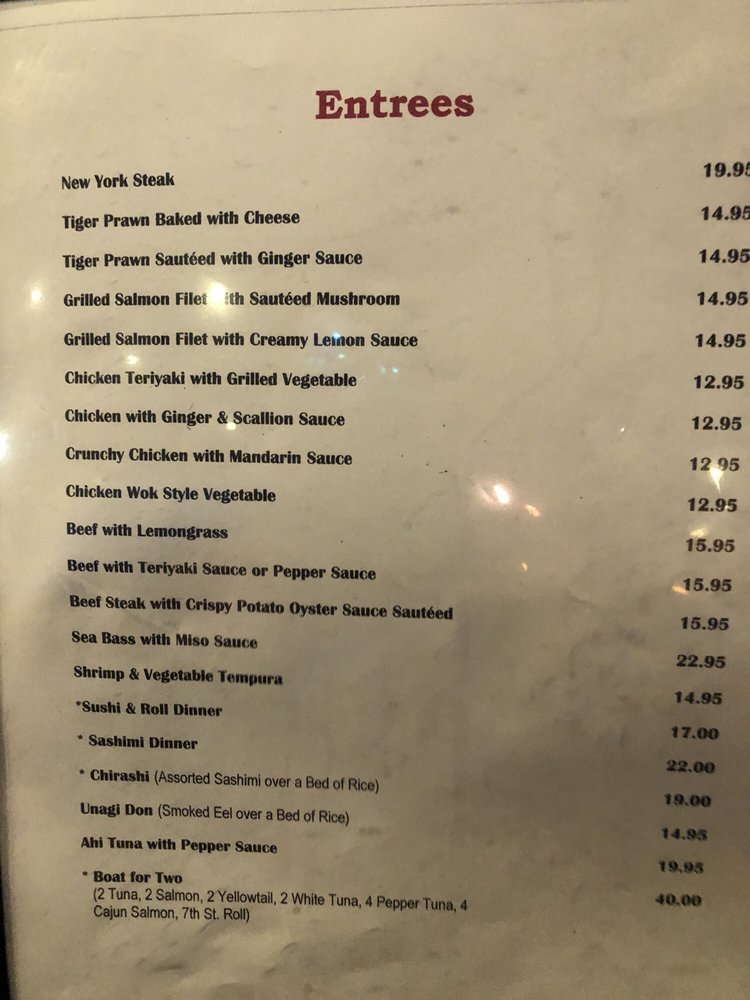 Entrees
New York Steak 19.95
Tiger Prawn Baked with Cheese 14.95
Tiger Prawn Sautéed with Ginger Sauce 14.95
Grilled Salmon Filet with Sautéed Mushroom 14.95
Grilled Salmon Filet with Creamy Lemon Sauce 14.95
Chicken Teriyaki with Grilled Vegetable 12.95
Chicken with Ginger & Scallion Sauce 12.95
Crunchy Chicken with Mandarin Sauce 12.95
Chicken Wok Style Vegetable 12.95
Beef with Lemongrass 15.95
Beef with Teriyaki Sauce or Pepper Sauce 15.95
Beef Steak with Crispy Potato Oyster Sauce Sautéed 15.95
Sea Bass with Miso Sauce 22.95
Shrimp & Vegetable Tempura 14.95
*Sushi & Roll Dinner 17.00
* Sashimi Dinner 22.00
* Chirashi (Assorted Sashimi over a Bed of Rice) 19.00
Unagi Don (Smoked Eel over a Bed of Rice) 14.95
Ahi Tuna with Pepper Sauce 19.95
* Boat for Two 40.00
(2 Tuna, 2 Salmon, 2 Yellowtail, 2 White Tuna, 4 Pepper Tuna, 4
Cajun Salmon, 7th St. Roll)